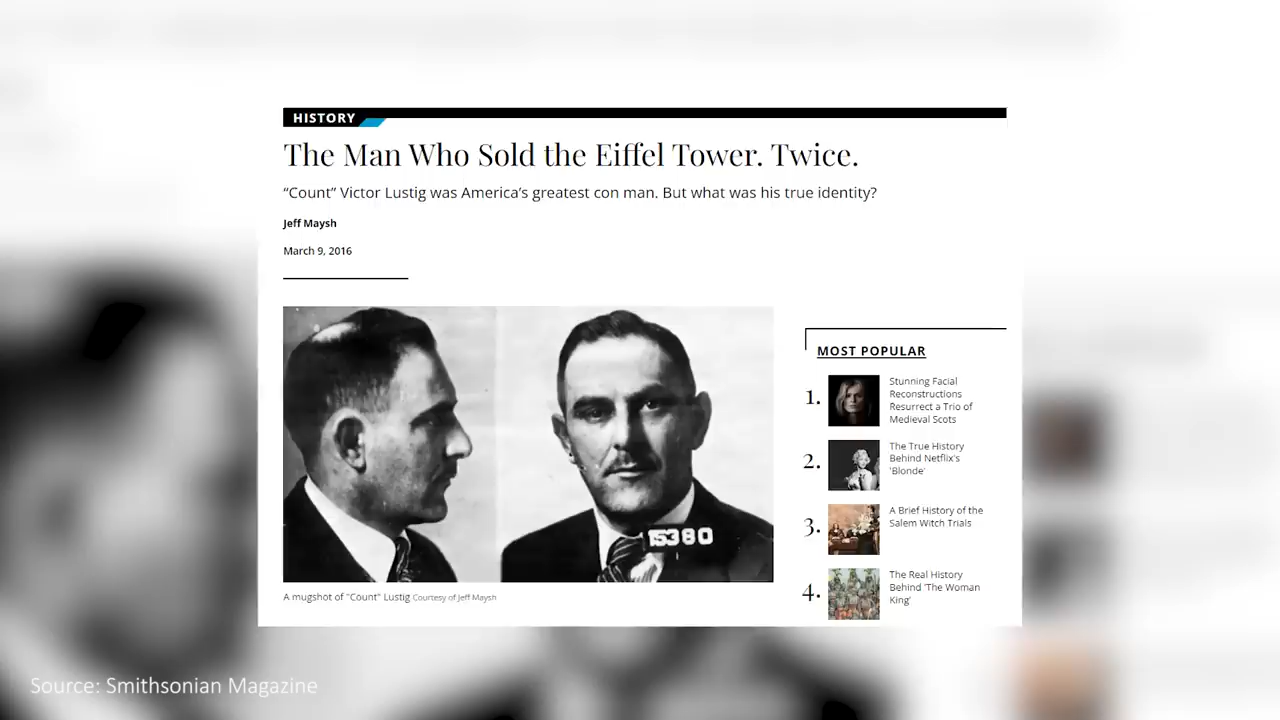 HISTORY
The Man Who Sold the Eiffel Tower. Twice.
“Count” Victor Lustig was America’s greatest con man. But what was his true identity?
Jeff Maysh
March 9, 2016
15380
A mugshot of "Count" Lustig Courtesy of Jeff Maysh
MOST POPULAR
1.
Stunning Facial
Reconstructions
Resurrect a Trio of
Medieval Scots
2.
The True History
Behind Netflix's
'Blonde'
3.
A Brief History of the
Salem Witch Trials
4.
The Real History
Behind 'The Woman
King'
Source: Smithsonian Magazine